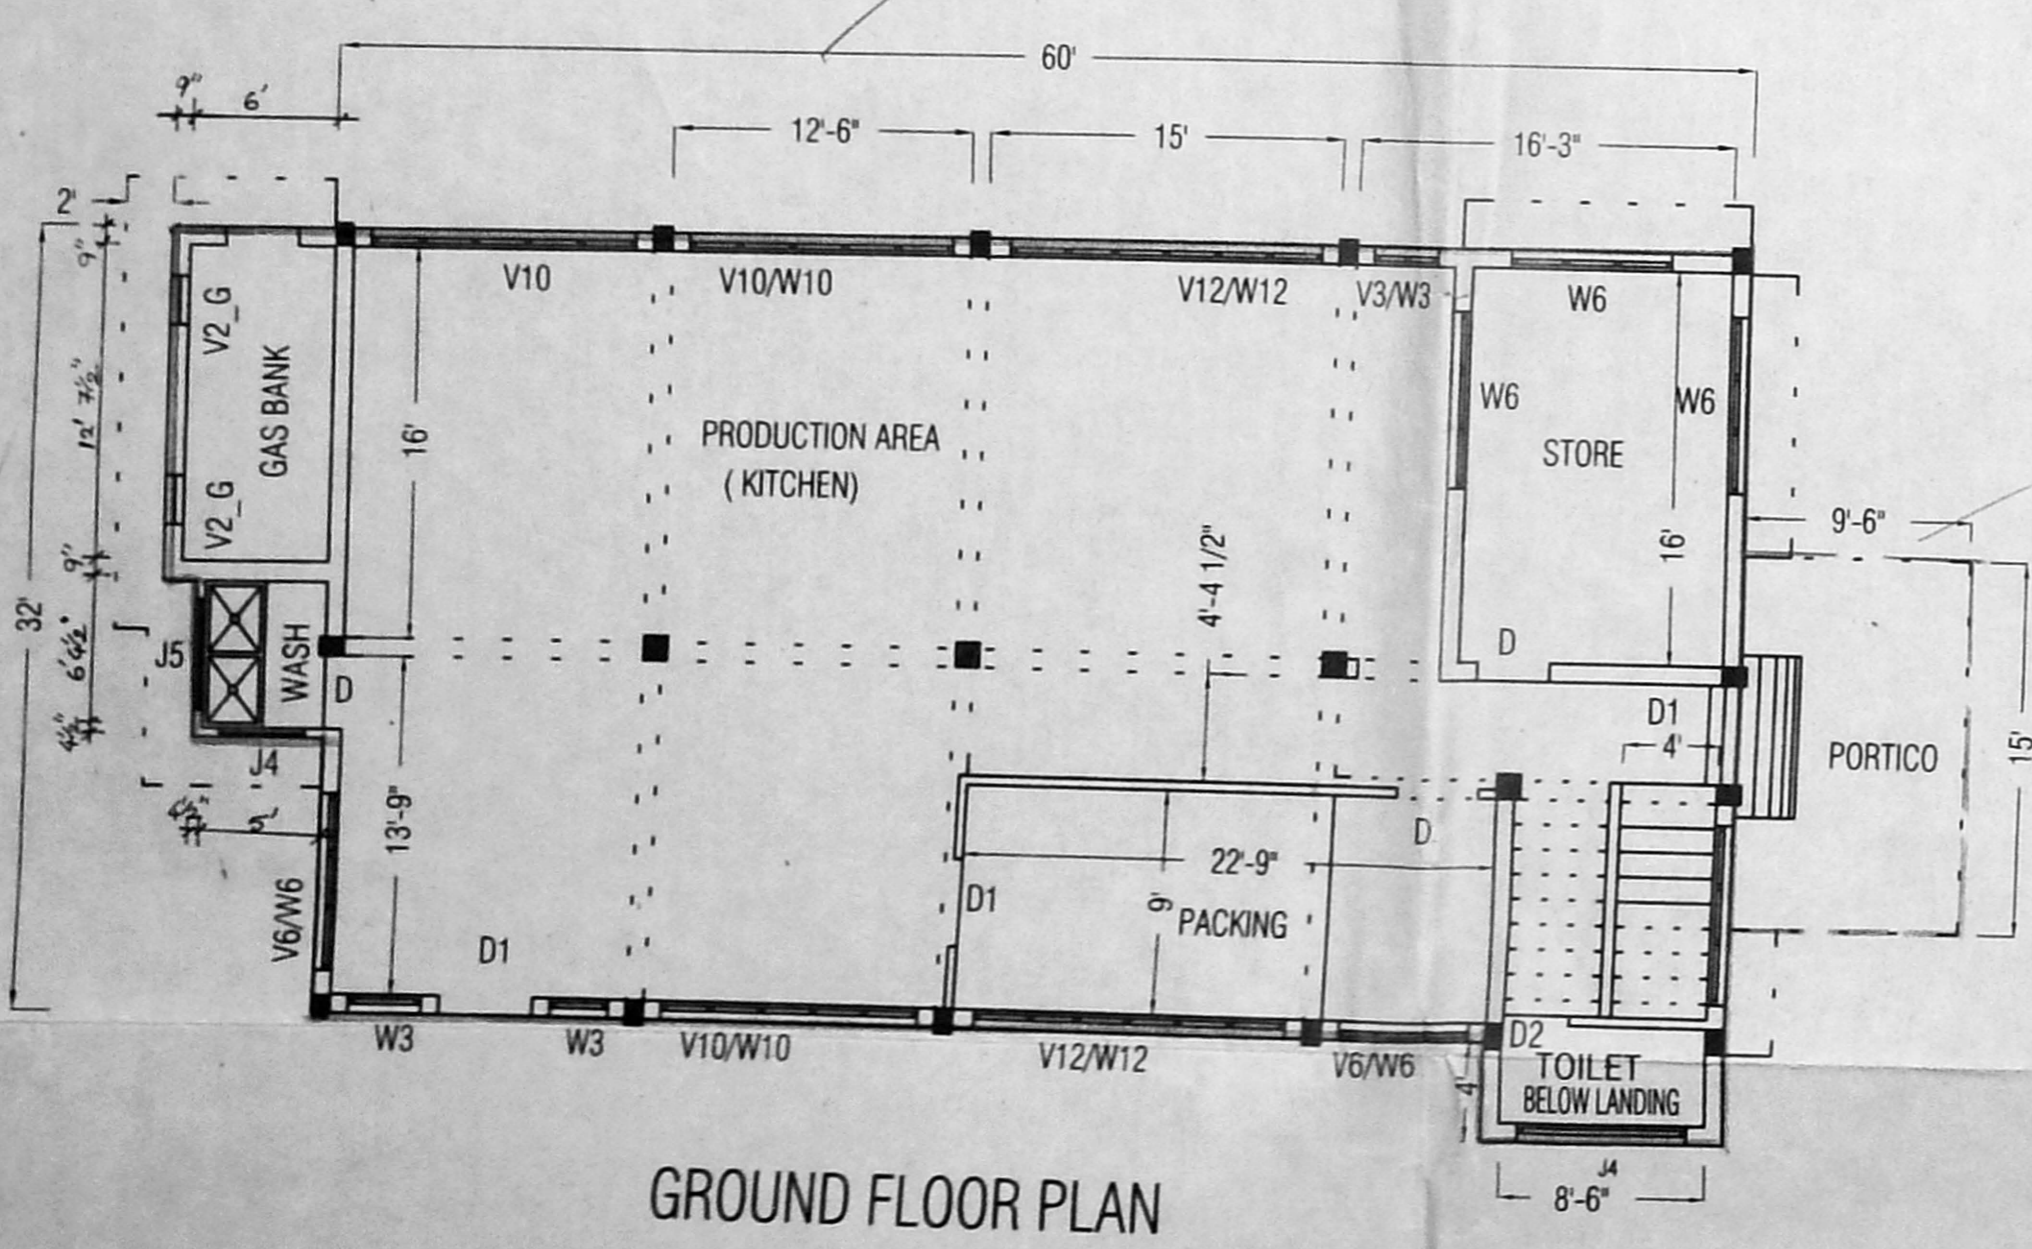 60'
9"
6'
12'-6"
15'
16'-3"
2'
9"
V10
V10/W10
V12/W12
V3/W3
W6
V2_G
GAS BANK
12' 7½"
16'
PRODUCTION AREA
( KITCHEN)
W6
W6
STORE
V2_G
9'-6"
9"
4'-4 1/2"
16'
32'
6'4½"
J5
WASH
D
D
D1
4'
PORTICO
15'
4½"
J4
5'
13'-9"
D
22'-9"
V6/W6
D1
9'
PACKING
D1
W3
W3
V10/W10
V12/W12
V6/W6
D2
TOILET
BELOW LANDING
4'
J4
8'-6"
GROUND FLOOR PLAN